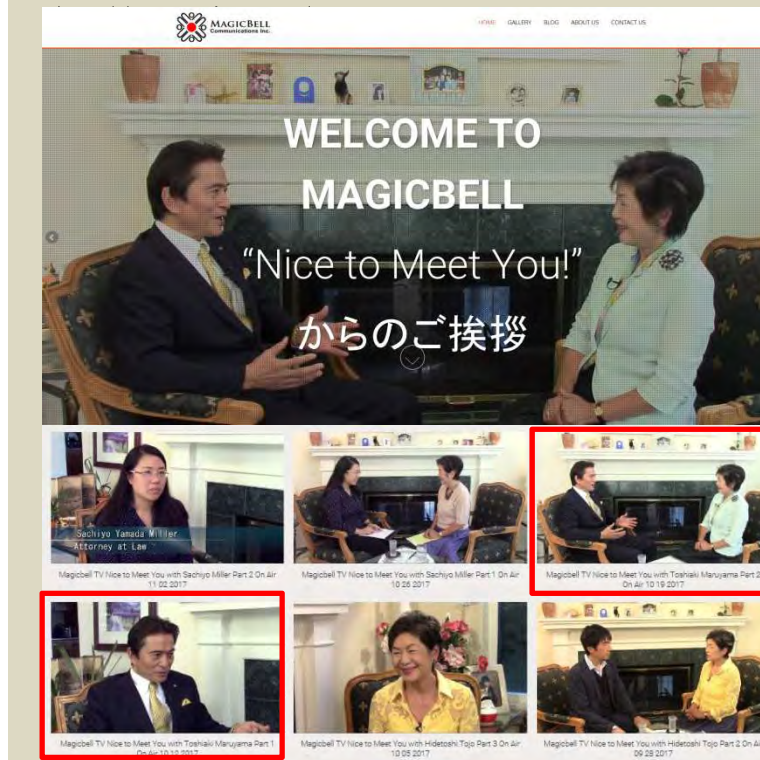 MAGICBELL
Communications Inc.
HOME GALLERY BLOG ABOUT US CONTACT US
WELCOME TO
MAGICBELL
“Nice to Meet You!”
からのご挨拶
Sachiyo Yamada Miller
Attorney at Law
Magicbell TV Nice to Meet You with Sachiyo Miller Part 2 On Air
11 02 2017
Magicbell TV Nice to Meet You with Sachiyo Miller Part 1 On Air
10 26 2017
Magicbell TV Nice to Meet You with Toshiaki Maruyama Part 2
On Air 10 19 2017
Magicbell TV Nice to Meet You with Toshiaki Maruyama Part 1
On Air 10 12 2017
Magicbell TV Nice to Meet You with Hidetoshi Tojo Part 3 On Air
10 05 2017
Magicbell TV Nice to Meet You with Hidetoshi Tojo Part 2 On Air
09 28 2017